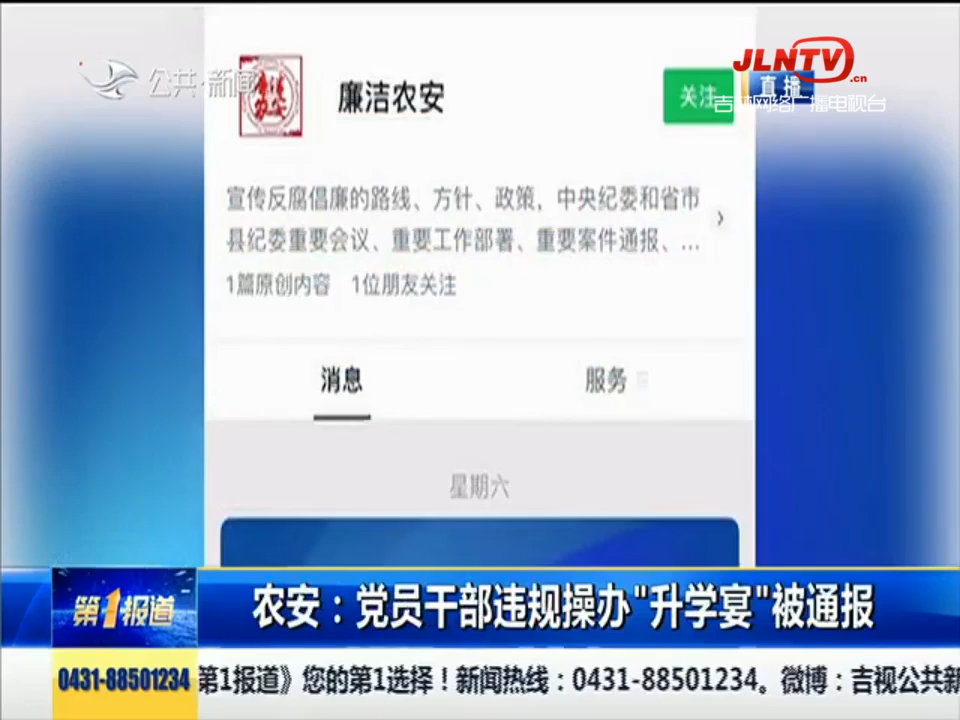 公共·新闻
JLNTV.cn
直播
吉林网络广播电视台
廉洁农安
关注
宣传反腐倡廉的路线、方针、政策，中央纪委和省市
县纪委重要会议、重要工作部署、重要案件通报、...
1篇原创内容 1位朋友关注
消息
服务
星期六
第1报道
农安：党员干部违规操办"升学宴"被通报
0431-88501234
第1报道》您的第1选择！新闻热线：0431-88501234。微博：吉视公共新